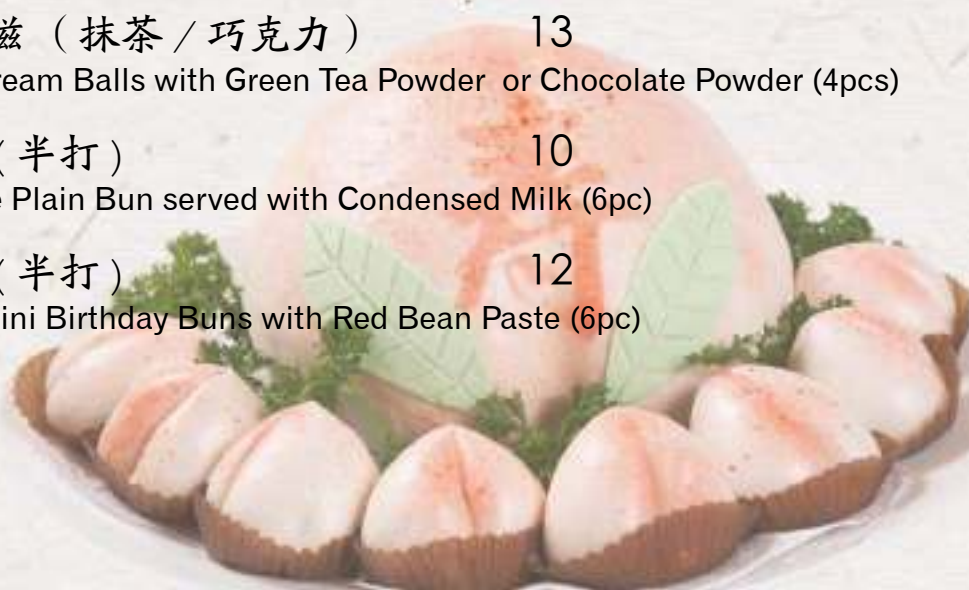 滋（抹茶 / 巧克力） 13
ream Balls with Green Tea Powder or Chocolate Powder (4pcs)
（半打） 10
Plain Bun served with Condensed Milk (6pc)
（半打） 12
ini Birthday Buns with Red Bean Paste (6pc)